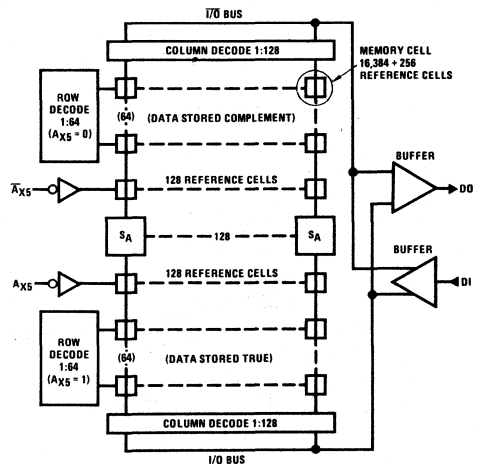 I/O BUS
COLUMN DECODE 1:128
MEMORY CELL
16,384 + 256
REFERENCE CELLS
ROW
DECODE
1:64
(AX5 = 0)
(64)
(DATA STORED COMPLEMENT)
BUFFER
DO
AX5
128 REFERENCE CELLS
SA
128
SA
BUFFER
DI
AX5
128 REFERENCE CELLS
ROW
DECODE
1:64
(AX5 = 1)
(64)
(DATA STORED TRUE)
COLUMN DECODE 1:128
I/O BUS